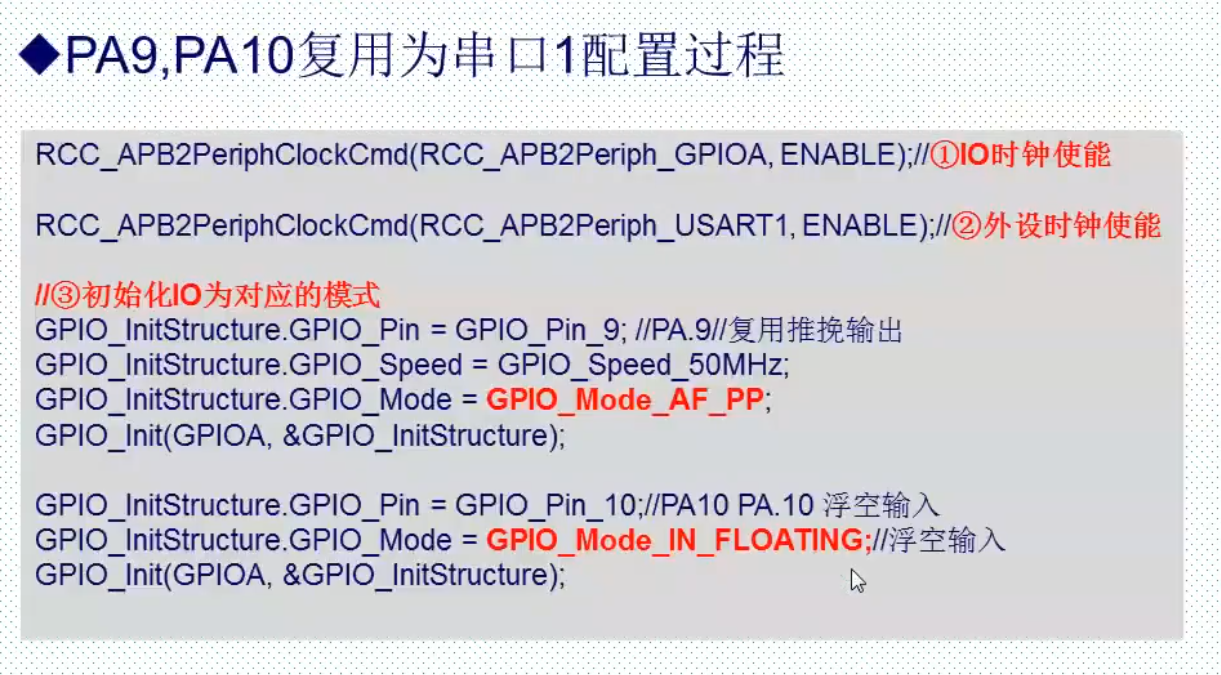 ◆PA9,PA10复用为串口1配置过程
RCC_APB2PeriphClockCmd(RCC_APB2Periph_GPIOA, ENABLE);//①IO时钟使能
RCC_APB2PeriphClockCmd(RCC_APB2Periph_USART1, ENABLE);//②外设时钟使能
//③初始化IO为对应的模式
GPIO_InitStructure.GPIO_Pin = GPIO_Pin_9; //PA.9//复用推挽输出
GPIO_InitStructure.GPIO_Speed = GPIO_Speed_50MHz;
GPIO_InitStructure.GPIO_Mode = GPIO_Mode_AF_PP;
GPIO_Init(GPIOA, &GPIO_InitStructure);
GPIO_InitStructure.GPIO_Pin = GPIO_Pin_10;//PA10 PA.10 浮空输入
GPIO_InitStructure.GPIO_Mode = GPIO_Mode_IN_FLOATING;//浮空输入
GPIO_Init(GPIOA, &GPIO_InitStructure);